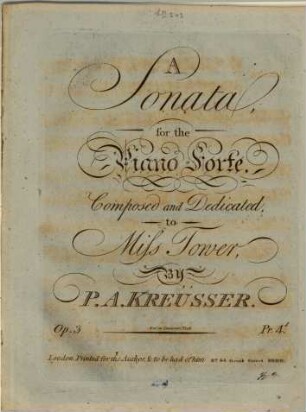 A
Sonata,
for the
Piano Forte.
Composed and Dedicated,
to
Miſs Tower,
By
P. A. KREUSSER.
Op. 3 Pr. 4ˢ
London Printed for the Author, & to be had of him